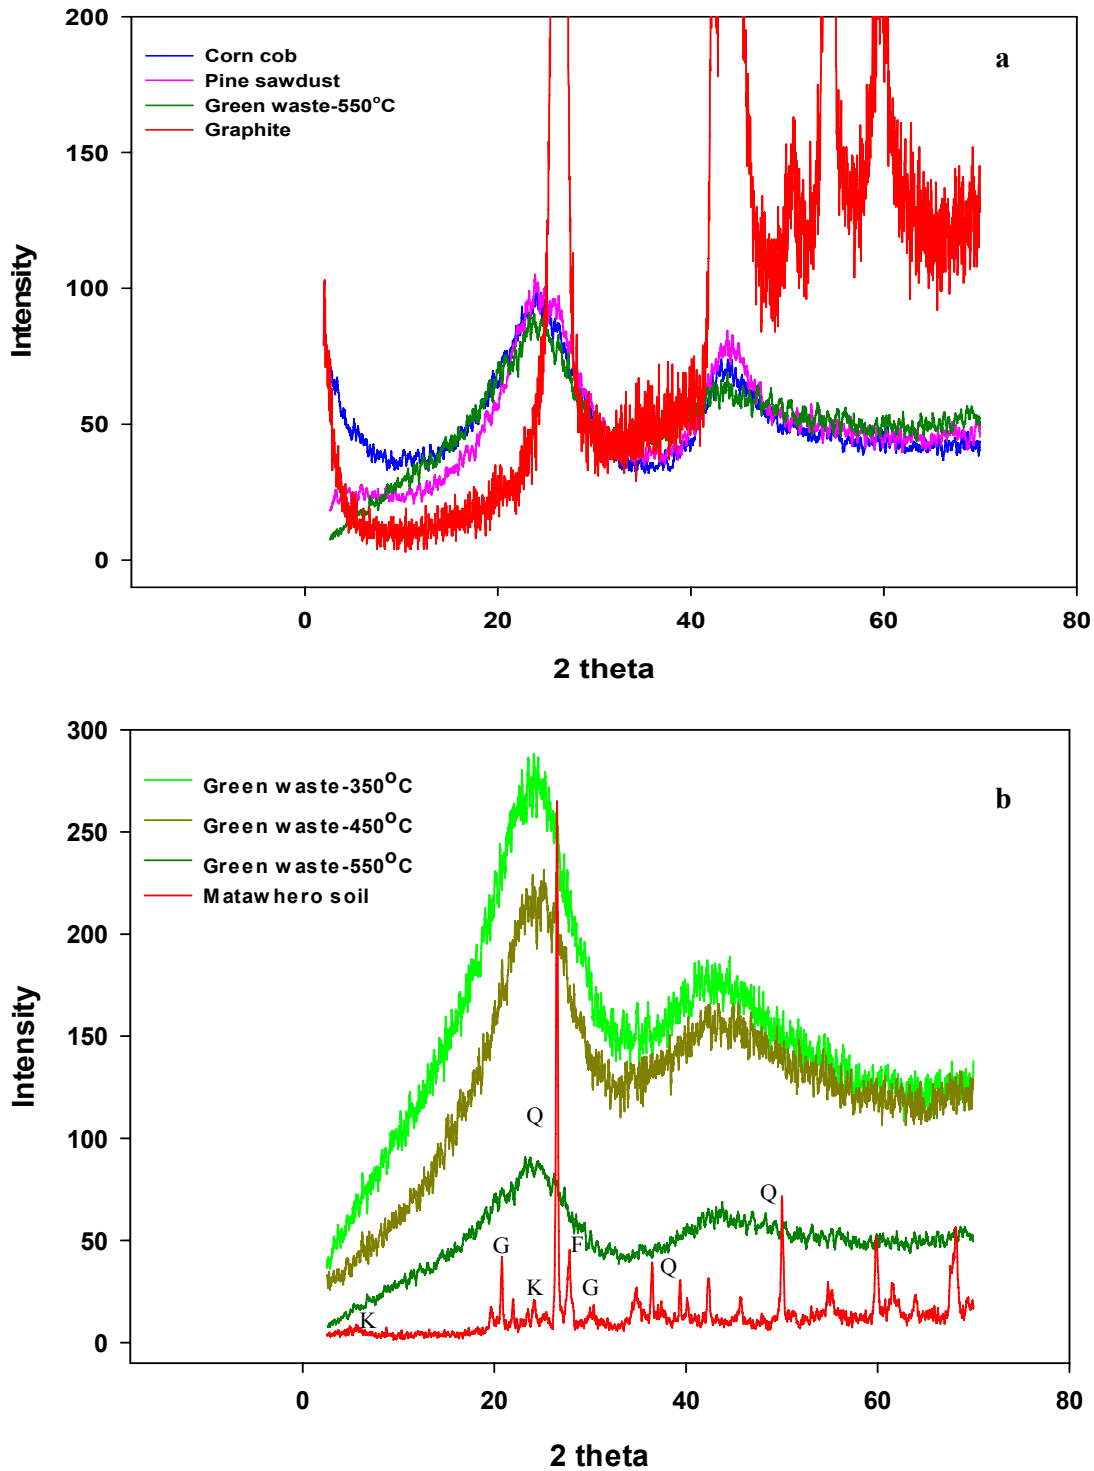 200
Corn cob
a
Pine sawdust
Green waste-550°C
Graphite
150
100
Intensity
50
0
0 20 40 60 80
2 theta
300
Green waste-350°C
b
Green waste-450°C
250
Green waste-550°C
Matawhero soil
200
150
Intensity
Q
100
Q
50
G F Q
K G
K
0
0 20 40 60 80
2 theta